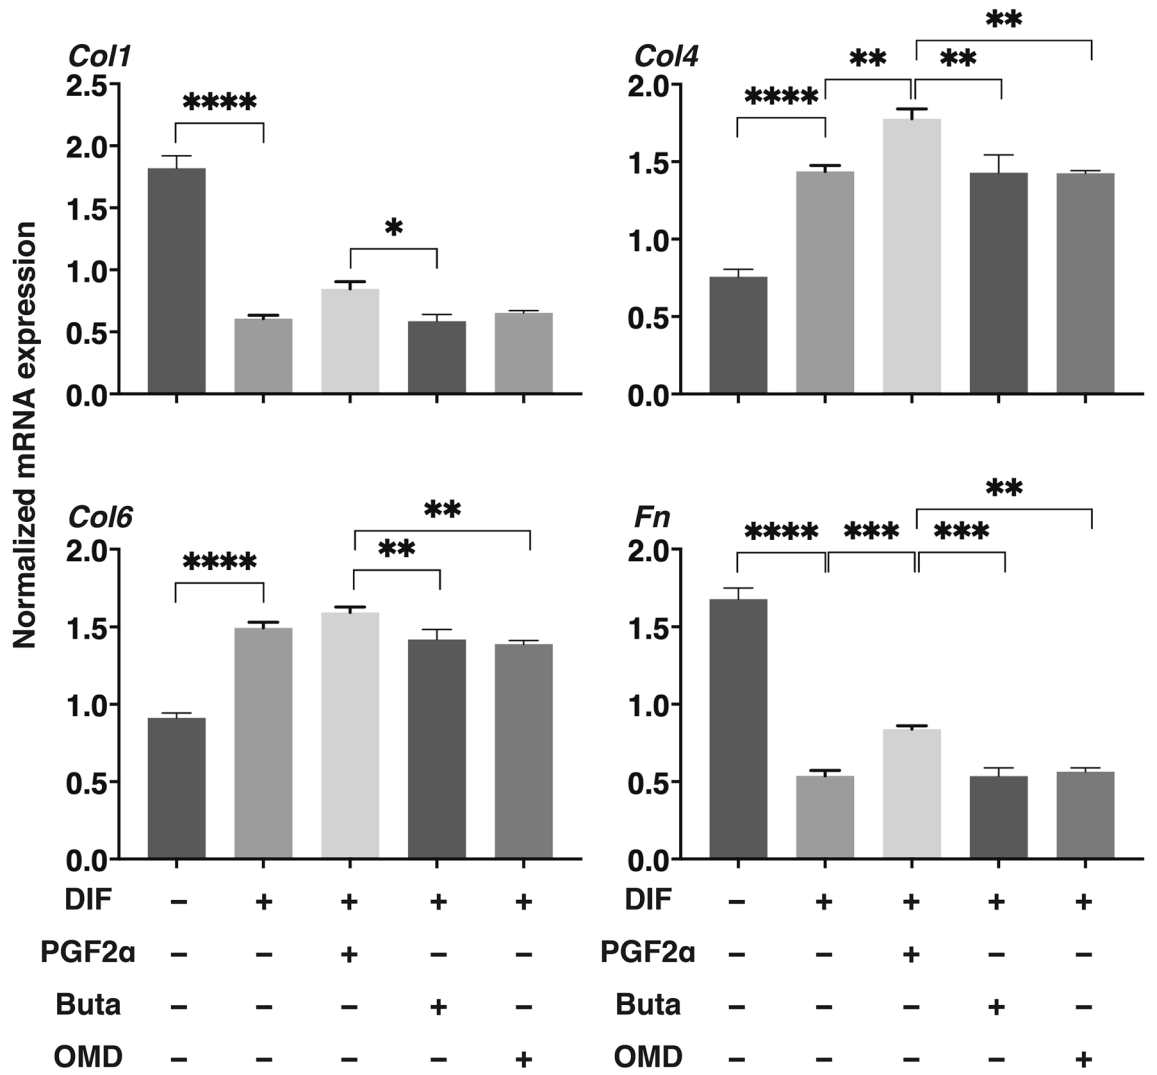 Normalized mRNA expression
Col1
2.5
2.0
1.5
1.0
0.5
0.0
****
*
Col4
2.0
1.5
1.0
0.5
0.0
****
**
**
**
Col6
2.0
1.5
1.0
0.5
0.0
****
**
**
Fn
2.0
1.5
1.0
0.5
0.0
****
***
***
**
DIF – + + + +
PGF2α – – + – –
Buta – – – + –
OMD – – – – +
DIF – + + + +
PGF2α – – + – –
Buta – – – + –
OMD – – – – +